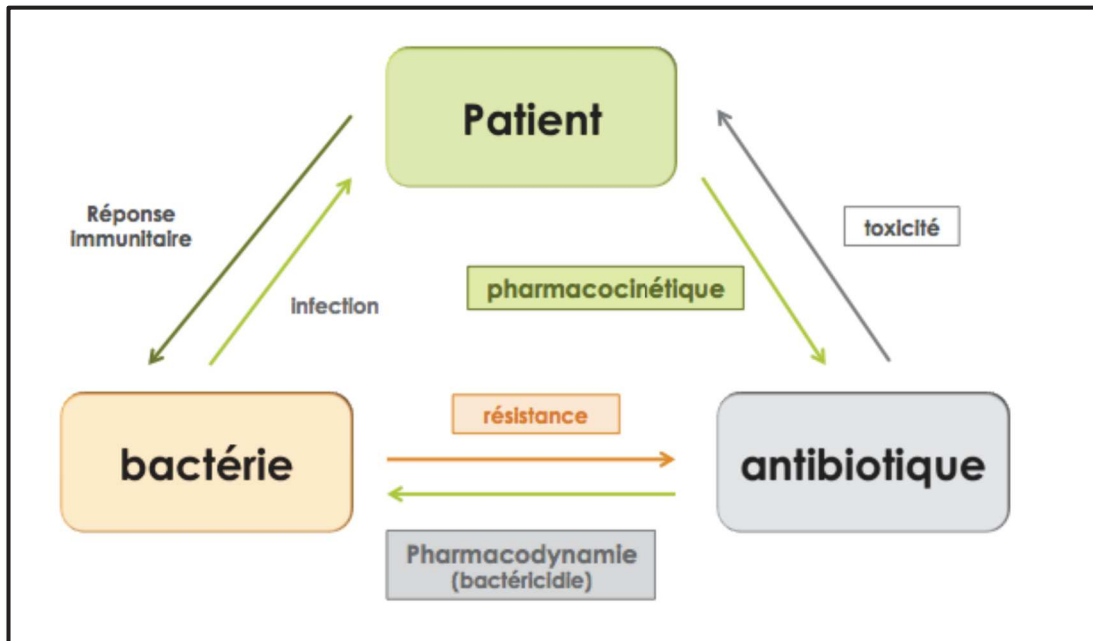 Patient
Réponse
immunitaire
toxicité
pharmacocinétique
infection
résistance
bactérie
antibiotique
Pharmacodynamie
(bactéricidie)